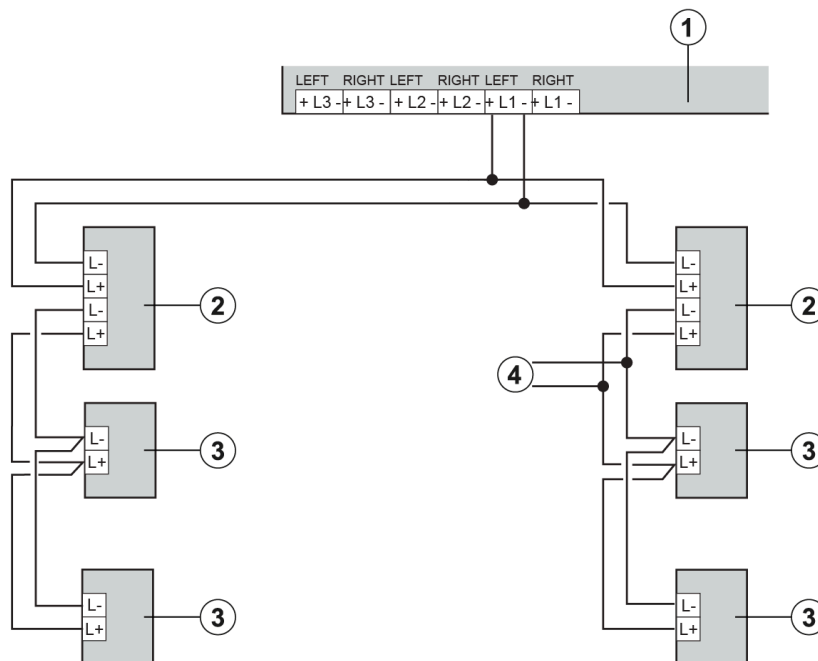 1
LEFT RIGHT LEFT RIGHT LEFT RIGHT
+ L3 - + L3 - + L2 - + L2 - + L1 - + L1 -
L-
L+
L-
L+
2
L-
L+
L-
L+
2
4
L-
L+
3
L-
L+
3
L-
L+
3
L-
L+
3